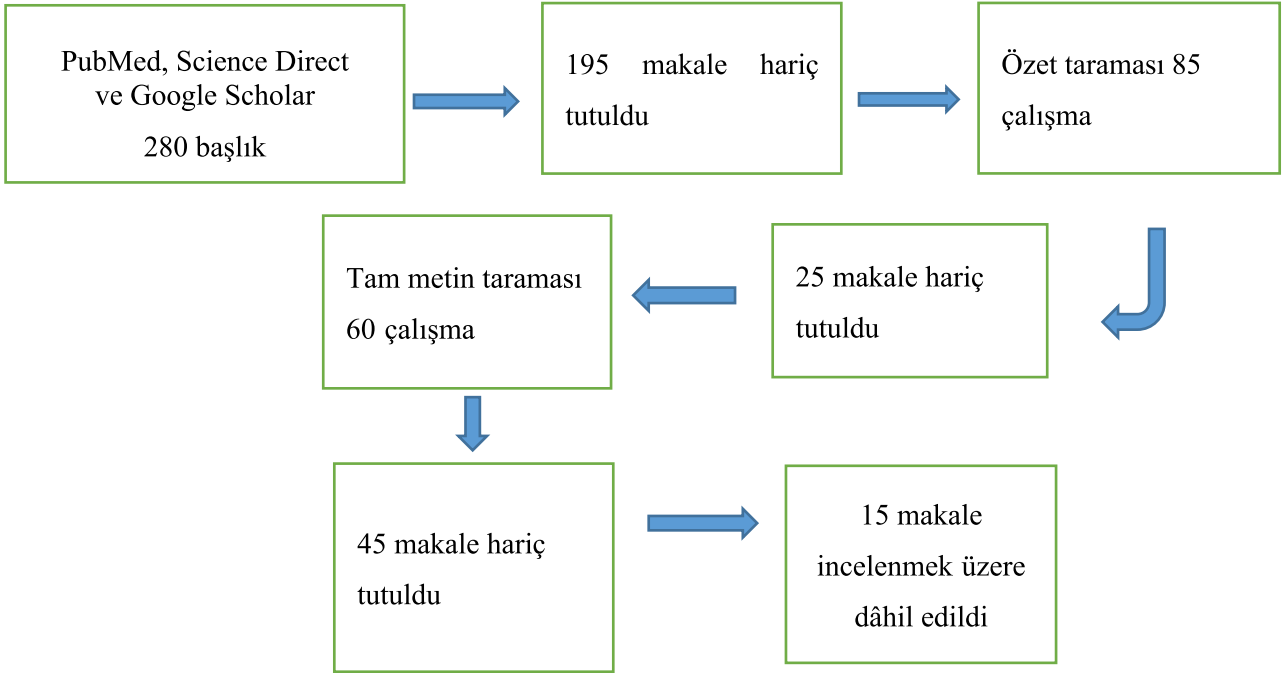 PubMed, Science Direct
ve Google Scholar
280 başlık
195 makale hariç
tutuldu
Özet taraması 85
çalışma
25 makale hariç
tutuldu
Tam metin taraması
60 çalışma
45 makale hariç
tutuldu
15 makale
incelenmek üzere
dâhil edildi